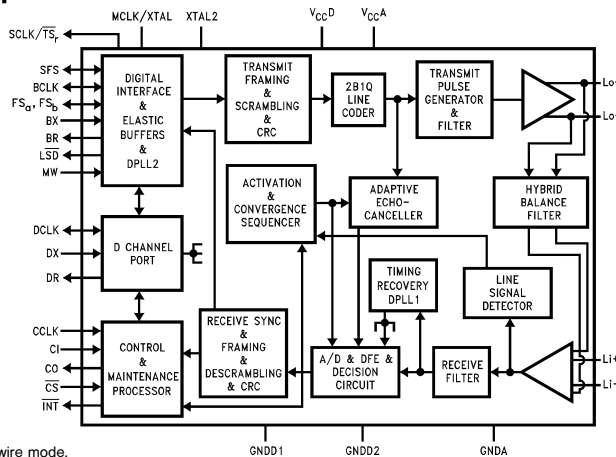 MCLK/XTAL XTAL2 VCCD VCCA
SCLK/TSr
SFS
BCLK
FSa, FSb
BX
BR
LSD
MW
DCLK
DX
DR
CCLK
CI
CO
CS
INT
DIGITAL
INTERFACE
&
ELASTIC
BUFFERS
&
DPLL2
TRANSMIT
FRAMING
&
SCRAMBLING
&
CRC
2B1Q
LINE
CODER
TRANSMIT
PULSE
GENERATOR
&
FILTER
Lo
Lo
ACTIVATION
&
CONVERGENCE
SEQUENCER
ADAPTIVE
ECHO-
CANCELLER
HYBRID
BALANCE
FILTER
D CHANNEL
PORT
TIMING
RECOVERY
DPLL1
LINE
SIGNAL
DETECTOR
CONTROL
&
MAINTENANCE
PROCESSOR
RECEIVE SYNC
&
FRAMING
&
DESCRAMBLING
& CRC
A/D & DFE &
DECISION
CIRCUIT
RECEIVE
FILTER
Li+
Li-
GNDD1 GNDD2 GNDA
wire mode.